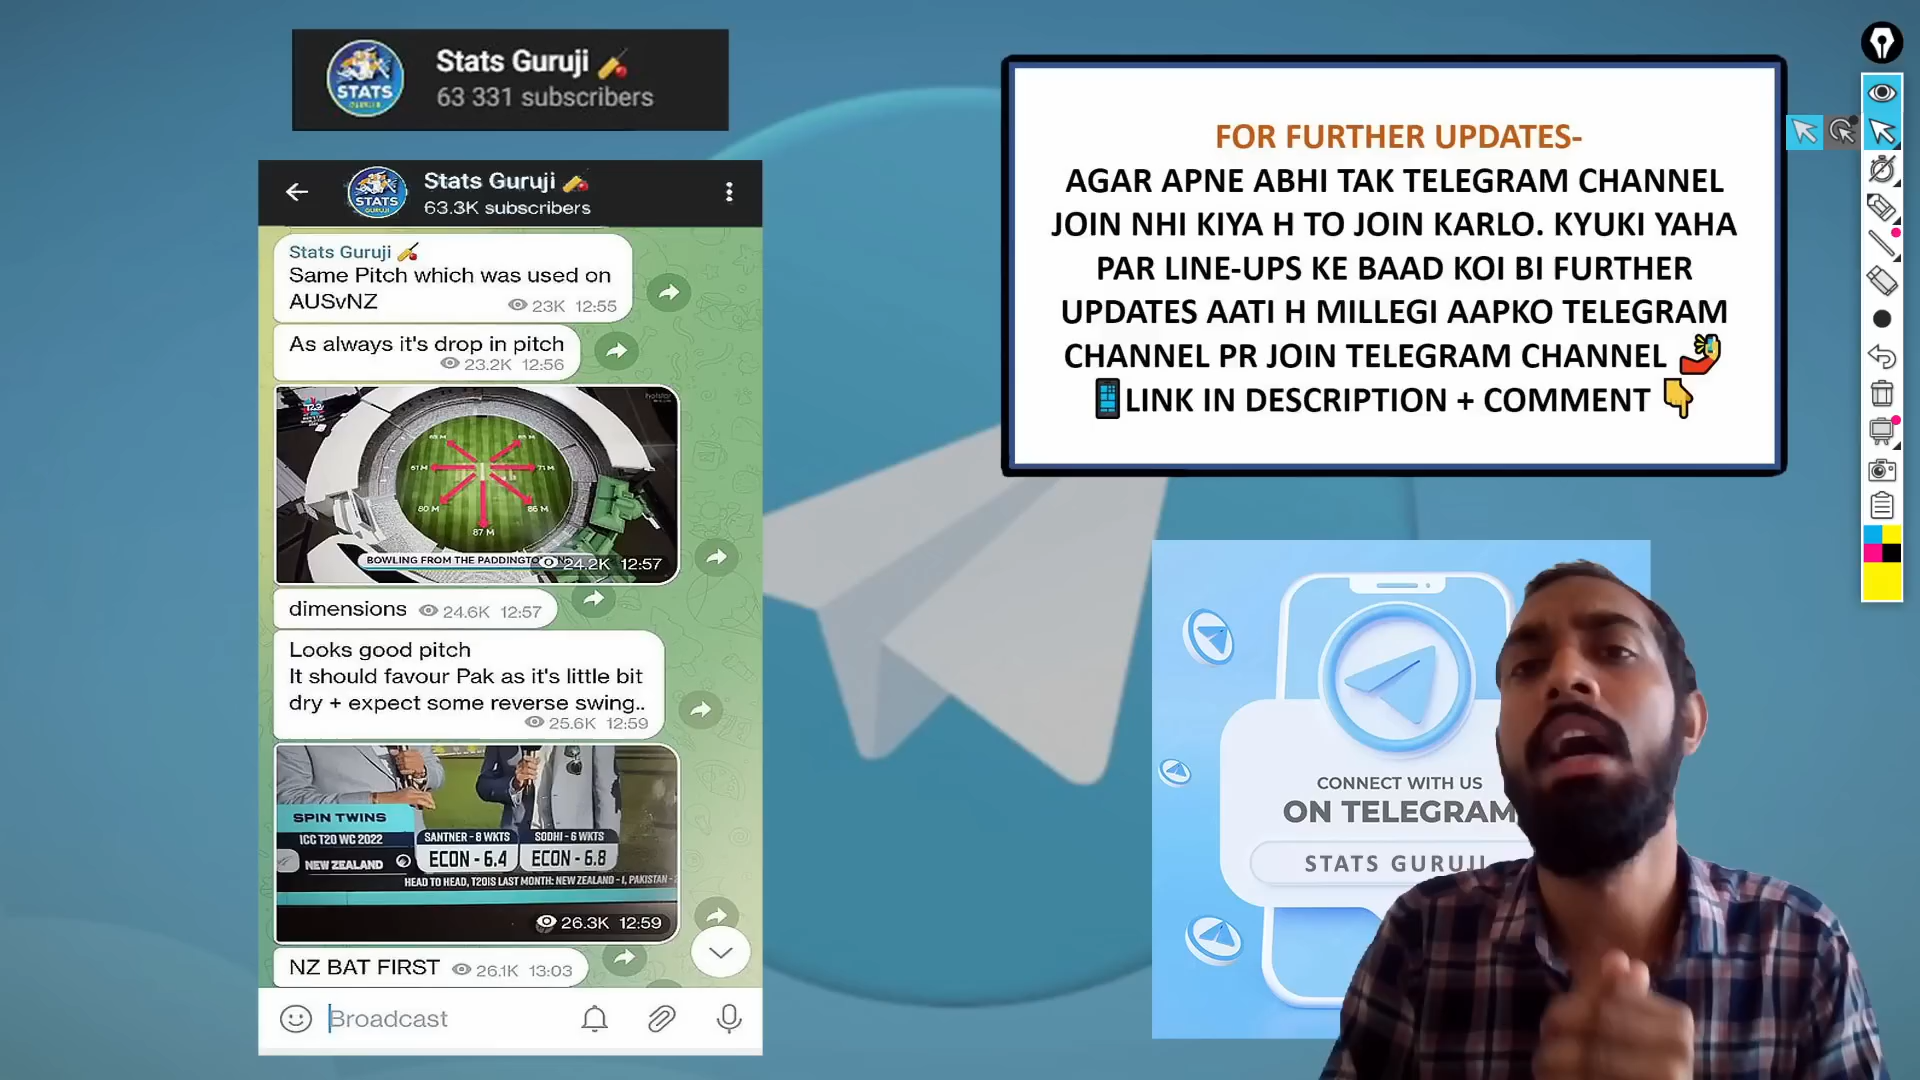 Stats Guruji 🏏
63 331 subscribers
STATS
GURUJI
Stats Guruji 🏏
63.3K subscribers
STATS
GURUJI
Stats Guruji 🏏
Same Pitch which was used on
AUSvNZ
23K 12:55
As always it's drop in pitch
23.2K 12:56
hotstar
61 M
71 M
80 M
86 M
87 M
BOWLING FROM THE PADDINGTO
24.2K 12:57
dimensions 24.6K 12:57
Looks good pitch
It should favour Pak as it's little bit
dry + expect some reverse swing..
25.6K 12:59
SPIN TWINS
ICC T20 WC 2022
NEW ZEALAND
SANTNER - 8 WKTS
ECON - 6.4
SODHI - 6 WKTS
ECON - 6.8
HEAD TO HEAD, T20IS LAST MONTH: NEW ZEALAND - 1, PAKISTAN -
26.3K 12:59
NZ BAT FIRST 26.1K 13:03
Broadcast
FOR FURTHER UPDATES-
AGAR APNE ABHI TAK TELEGRAM CHANNEL
JOIN NHI KIYA H TO JOIN KARLO. KYUKI YAHA
PAR LINE-UPS KE BAAD KOI BI FURTHER
UPDATES AATI H MILLEGI AAPKO TELEGRAM
CHANNEL PR JOIN TELEGRAM CHANNEL 🤳
📱LINK IN DESCRIPTION + COMMENT 👇
CONNECT WITH US
ON TELEGRAM
STATS GURUJI